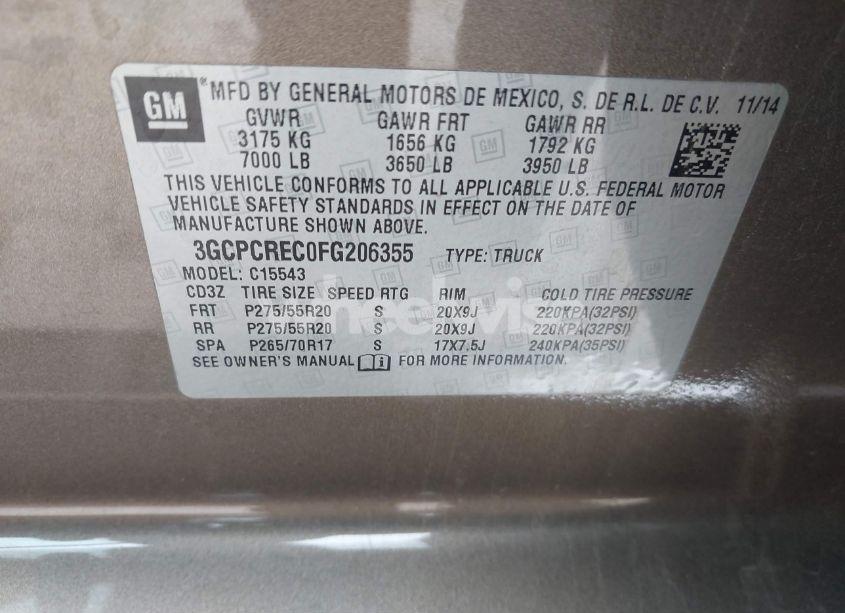 GM ® MFD BY GENERAL MOTORS DE MEXICO, S. DE R.L. DE C.V. 11/14
GVWR GAWR FRT GAWR RR
3175 KG 1656 KG 1792 KG
7000 LB 3650 LB 3950 LB
THIS VEHICLE CONFORMS TO ALL APPLICABLE U.S. FEDERAL MOTOR
VEHICLE SAFETY STANDARDS IN EFFECT ON THE DATE OF
MANUFACTURE SHOWN ABOVE.
3GCPCREC0FG206355 TYPE: TRUCK
MODEL: C15543
CD3Z TIRE SIZE SPEED RTG RIM COLD TIRE PRESSURE
FRT P275/55R20 S 20X9J 220KPA(32PSI)
RR P275/55R20 S 20X9J 220KPA(32PSI)
SPA P265/70R17 S 17X7.5J 240KPA(35PSI)
SEE OWNER'S MANUAL i FOR MORE INFORMATION.